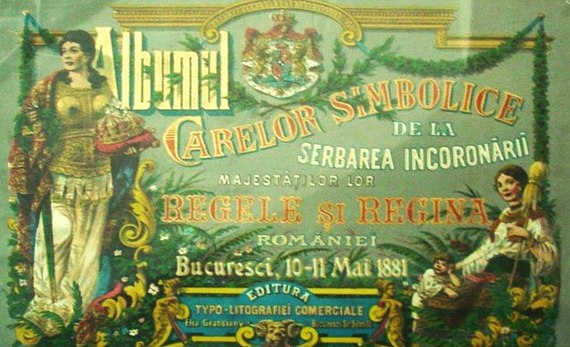 Albumul
CARELOR SIMBOLICE
DE LA
SERBAREA INCORONĂRII
MAJESTĂȚILOR LOR
REGELE ȘI REGINA
ROMÂNIEI
BUCURESCI, 10-11 MAI 1881
EDITURA
TYPO-LITOGRAFIEI COMERCIALE